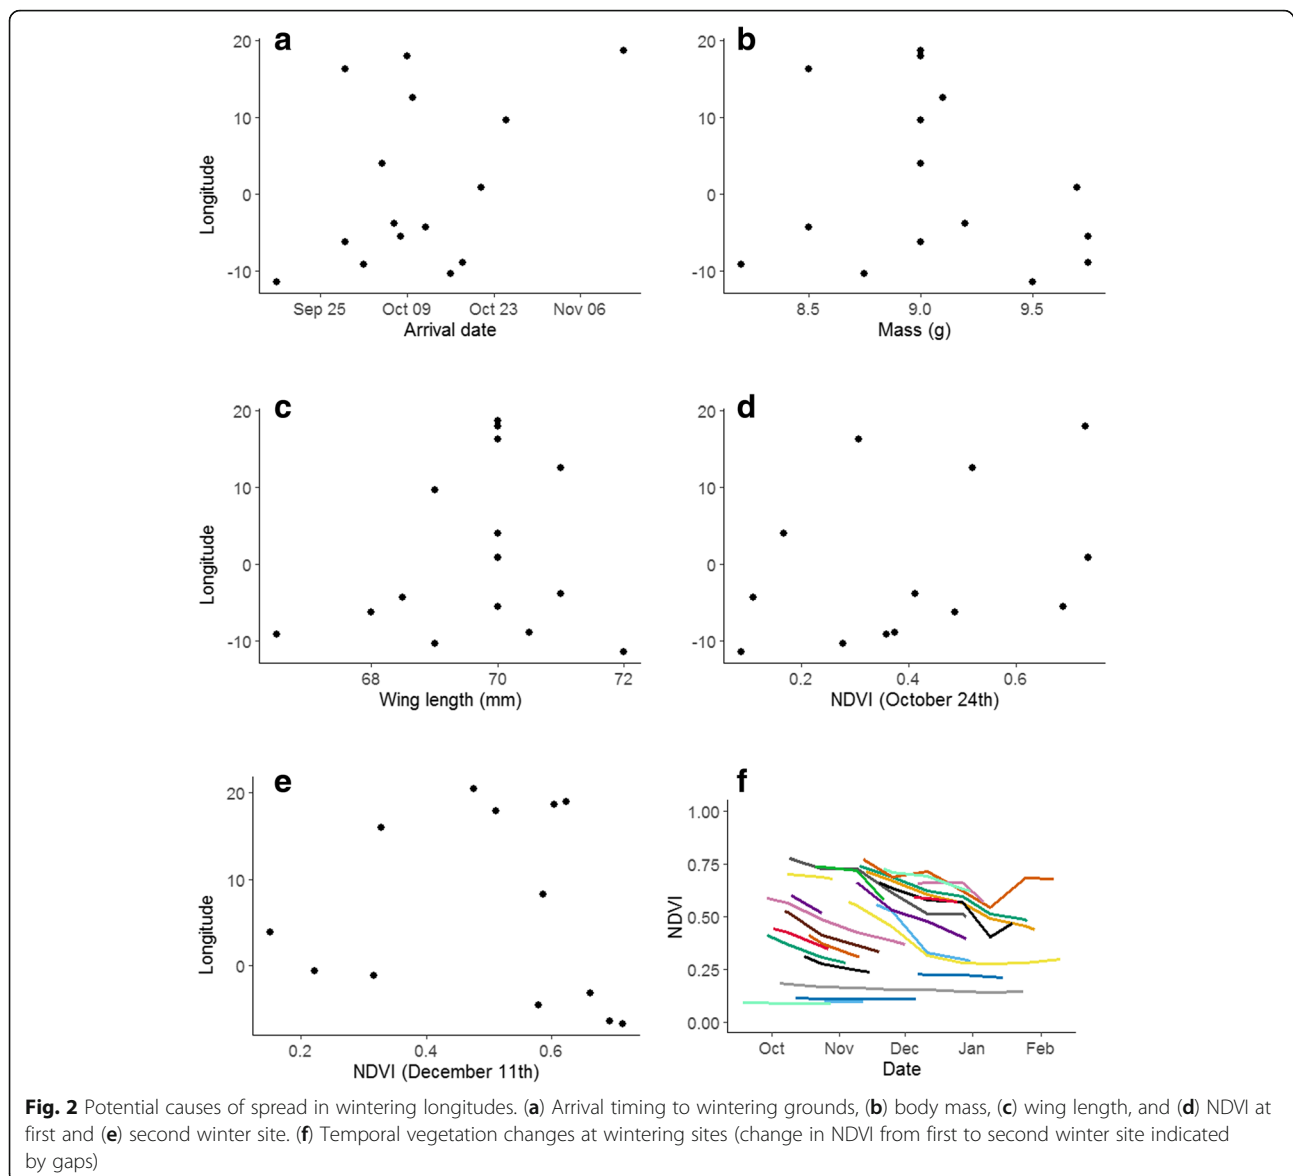 a
20
10
0
-10
Longitude
Sep 25 Oct 09 Oct 23 Nov 06
Arrival date
b
20
10
0
-10
8.5 9.0 9.5
Mass (g)
c
20
10
0
-10
Longitude
68 70 72
Wing length (mm)
d
20
10
0
-10
0.2 0.4 0.6
NDVI (October 24th)
e
20
10
0
Longitude
0.2 0.4 0.6
NDVI (December 11th)
f
1.00
0.75
0.50
0.25
0.00
NDVI
Oct Nov Dec Jan Feb
Date
Fig. 2 Potential causes of spread in wintering longitudes. (a) Arrival timing to wintering grounds, (b) body mass, (c) wing length, and (d) NDVI at
first and (e) second winter site. (f) Temporal vegetation changes at wintering sites (change in NDVI from first to second winter site indicated
by gaps)